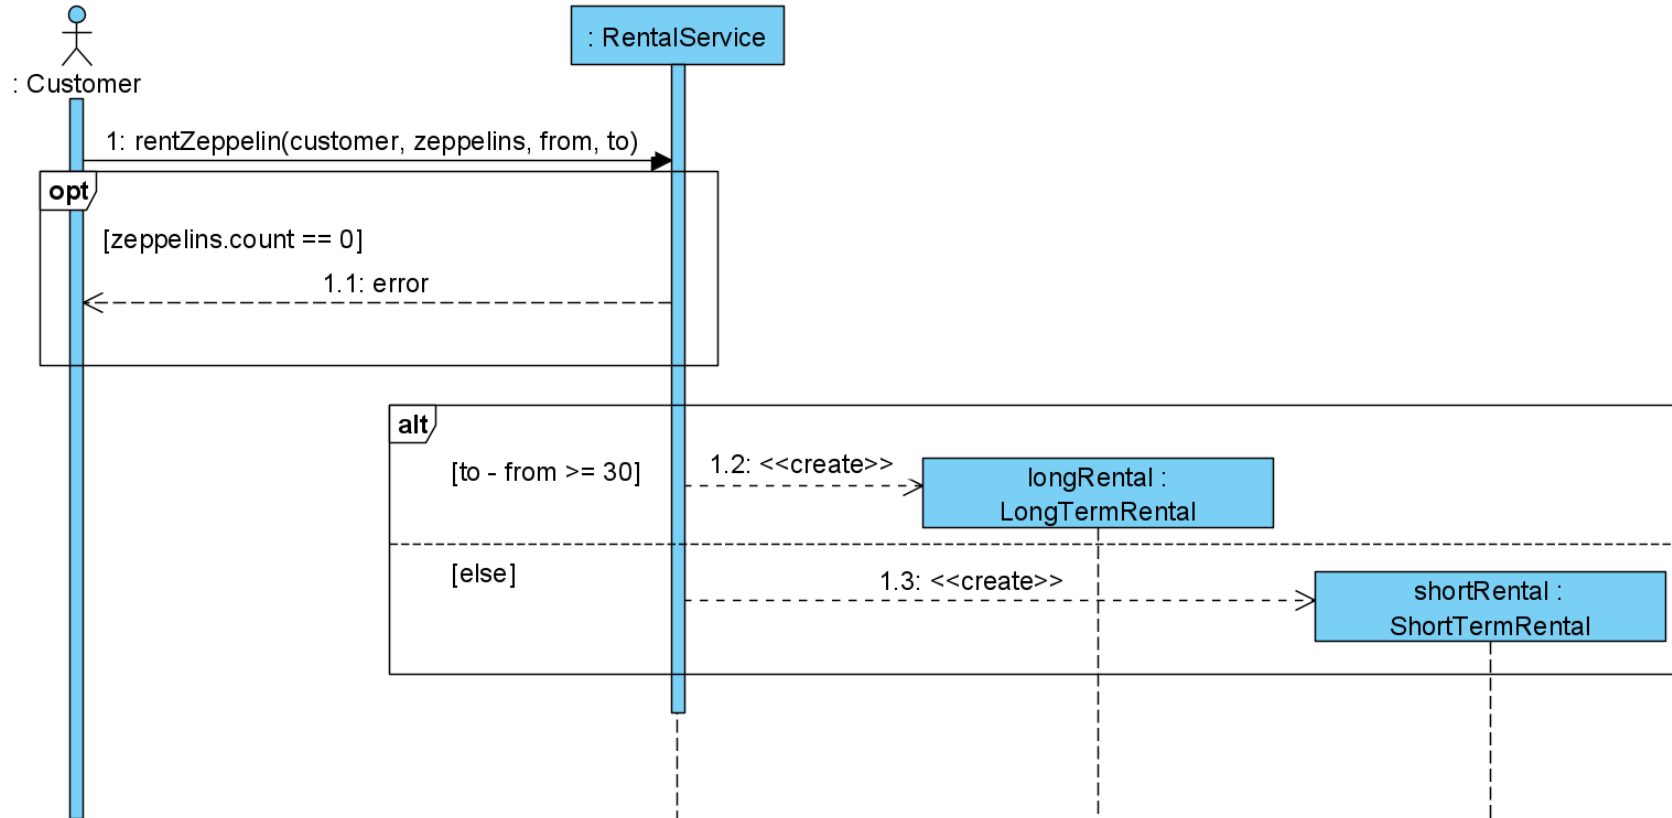 : Customer
: RentalService
1: rentZeppelin(customer, zeppelins, from, to)
opt
[zeppelins.count == 0]
1.1: error
alt
[to - from >= 30]
1.2: <<create>>
longRental :
LongTermRental
[else]
1.3: <<create>>
shortRental :
ShortTermRental